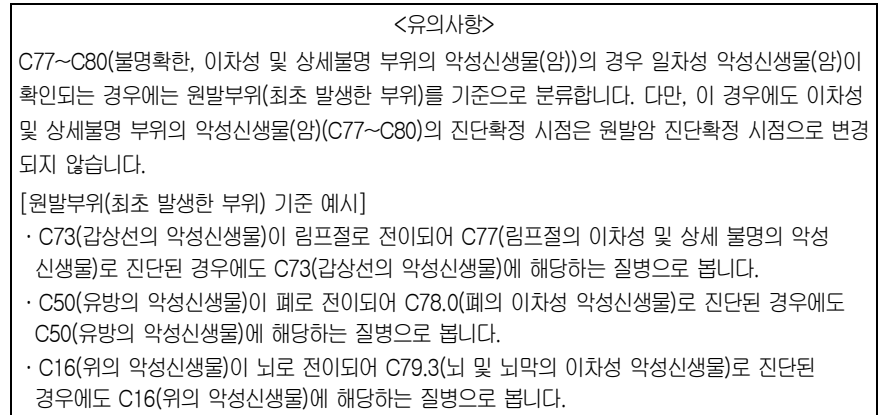 <유의사항>
C77~C80(불명확한, 이차성 및 상세불명 부위의 악성신생물(암))의 경우 일차성 악성신생물(암)이
확인되는 경우에는 원발부위(최초 발생한 부위)를 기준으로 분류합니다. 다만, 이 경우에도 이차성
및 상세불명 부위의 악성신생물(암)(C77~C80)의 진단확정 시점은 원발암 진단확정 시점으로 변경
되지 않습니다.
[원발부위(최초 발생한 부위) 기준 예시]
· C73(갑상선의 악성신생물)이 림프절로 전이되어 C77(림프절의 이차성 및 상세 불명의 악성
신생물)로 진단된 경우에도 C73(갑상선의 악성신생물)에 해당하는 질병으로 봅니다.
· C50(유방의 악성신생물)이 폐로 전이되어 C78.0(폐의 이차성 악성신생물)로 진단된 경우에도
C50(유방의 악성신생물)에 해당하는 질병으로 봅니다.
· C16(위의 악성신생물)이 뇌로 전이되어 C79.3(뇌 및 뇌막의 이차성 악성신생물)로 진단된
경우에도 C16(위의 악성신생물)에 해당하는 질병으로 봅니다.